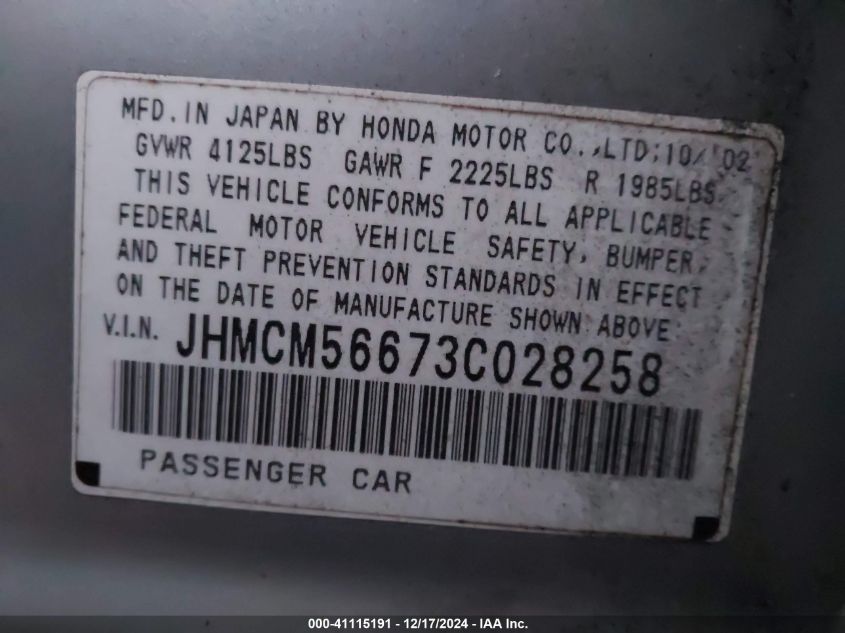 MFD. IN JAPAN BY HONDA MOTOR CO., LTD; 10/'02
GVWR 4125LBS GAWR F 2225LBS R 1985LBS
THIS VEHICLE CONFORMS TO ALL APPLICABLE
FEDERAL MOTOR VEHICLE SAFETY, BUMPER,
AND THEFT PREVENTION STANDARDS IN EFFECT
ON THE DATE OF MANUFACTURE SHOWN ABOVE
V.I.N. JHMCM56673C028258
PASSENGER CAR
000-41115191 - 12/17/2024 - IAA Inc.